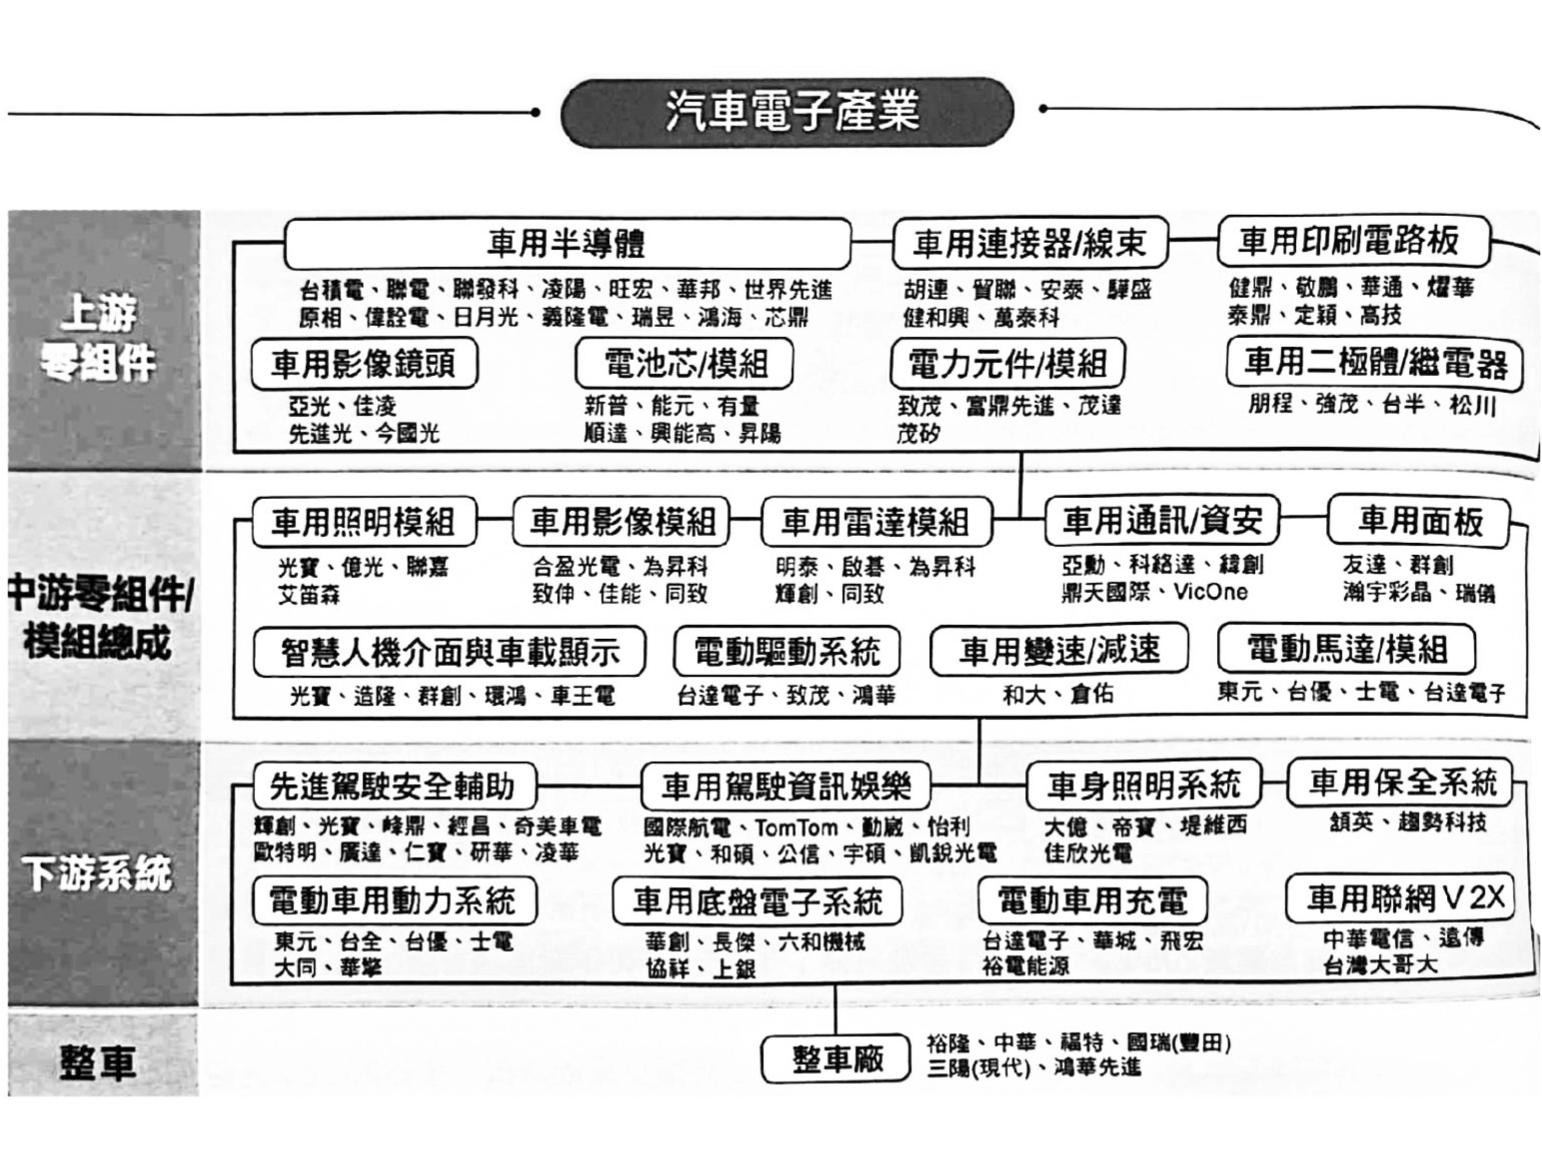 汽車電子產業
上游
零組件
車用半導體
台積電、聯電、聯發科、凌陽、旺宏、華邦、世界先進
原相、偉詮電、日月光、義隆電、瑞昱、鴻海、芯鼎
車用連接器/線束
胡連、貿聯、安泰、驊盛
健和興、萬泰科
車用印刷電路板
健鼎、敬鵬、華通、燿華
泰鼎、定穎、高技
車用影像鏡頭
亞光、佳凌
先進光、今國光
電池芯/模組
新普、能元、有量
順達、興能高、昇陽
電力元件/模組
致茂、富鼎先進、茂達
茂矽
車用二極體/繼電器
朋程、強茂、台半、松川
中游零組件/
模組總成
車用照明模組
光寶、億光、聯嘉
艾笛森
車用影像模組
合盈光電、為昇科
致伸、佳能、同致
車用雷達模組
明泰、啟碁、為昇科
輝創、同致
車用通訊/資安
亞勳、科絡達、緯創
鼎天國際、VicOne
車用面板
友達、群創
瀚宇彩晶、瑞儀
智慧人機介面與車載顯示
光寶、造隆、群創、環鴻、車王電
電動驅動系統
台達電子、致茂、鴻華
車用變速/減速
和大、倉佑
電動馬達/模組
東元、台優、士電、台達電子
下游系統
先進駕駛安全輔助
輝創、光寶、峰鼎、經昌、奇美車電
歐特明、廣達、仁寶、研華、凌華
車用駕駛資訊娛樂
國際航電、TomTom、勤崴、怡利
光寶、和碩、公信、宇碩、凱銳光電
車身照明系統
大億、帝寶、堤維西
佳欣光電
車用保全系統
頡英、趨勢科技
電動車用動力系統
東元、台全、台優、士電
大同、華擎
車用底盤電子系統
華創、長傑、六和機械
協祥、上銀
電動車用充電
台達電子、華城、飛宏
裕電能源
車用聯網V2X
中華電信、遠傳
台灣大哥大
整車
整車廠
裕隆、中華、福特、國瑞(豐田)
三陽(現代)、鴻華先進